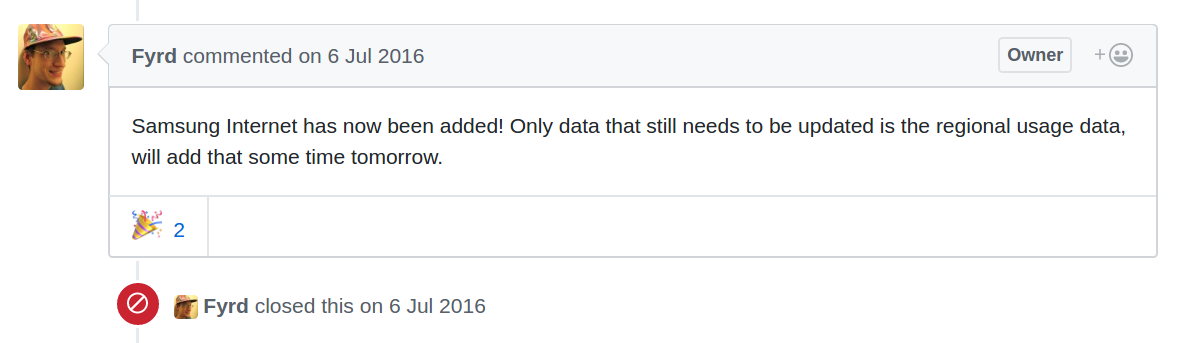 Fyrd commented on 6 Jul 2016
Owner
+
Samsung Internet has now been added! Only data that still needs to be updated is the regional usage data,
will add that some time tomorrow.
2
Fyrd closed this on 6 Jul 2016